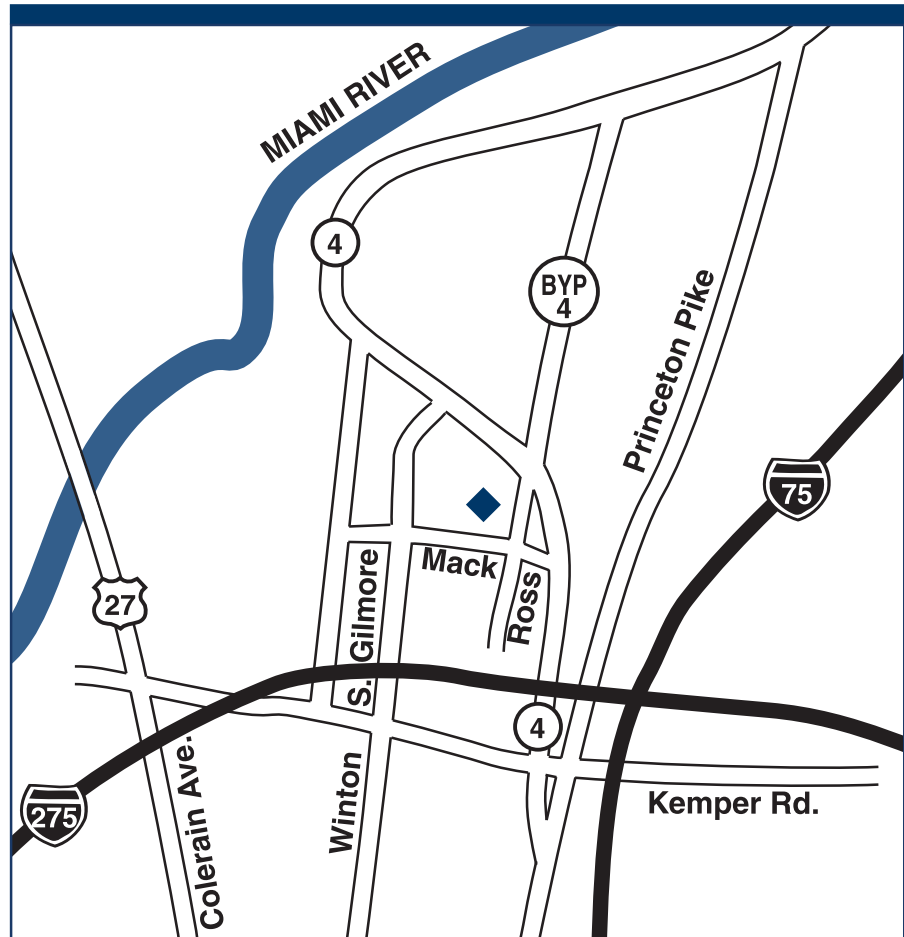 MIAMI RIVER
4
BYP
4
Princeton Pike
75
Mack
S. Gilmore
Ross
27
4
275
Colerain Ave.
Winton
Kemper Rd.